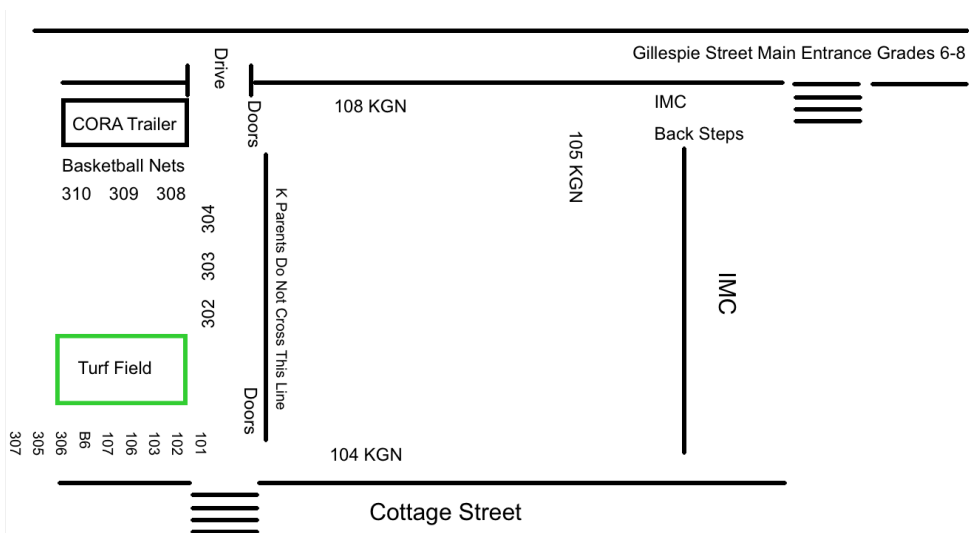 Gillespie Street Main Entrance Grades 6-8
Drive
Doors
108 KGN
IMC
Back Steps
CORA Trailer
Basketball Nets
310 309 308
105 KGN
304
303
302
K Parents Do Not Cross This Line
IMC
Turf Field
Doors
307
305
306
B6
107
106
103
102
101
104 KGN
Cottage Street